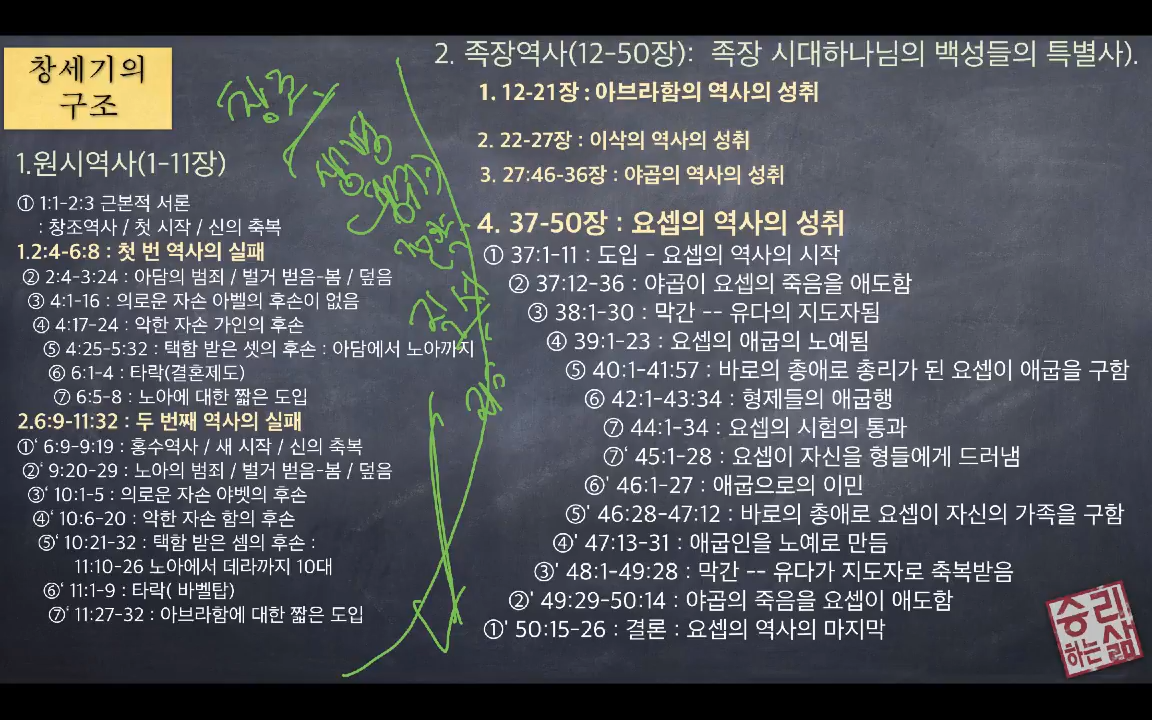 창세기의
구조
1.원시역사(1-11장)
① 1:1-2:3 근본적 서론
: 창조역사 / 첫 시작 / 신의 축복
1.2:4-6:8 : 첫 번 역사의 실패
② 2:4-3:24 : 아담의 범죄 / 벌거 벗음-봄 / 덮음
③ 4:1-16 : 의로운 자손 아벨의 후손이 없음
④ 4:17-24 : 악한 자손 가인의 후손
⑤ 4:25-5:32 : 택함 받은 셋의 후손 : 아담에서 노아까지
⑥ 6:1-4 : 타락(결혼제도)
⑦ 6:5-8 : 노아에 대한 짧은 도입
2.6:9-11:32 : 두 번째 역사의 실패
①‘ 6:9-9:19 : 홍수역사 / 새 시작 / 신의 축복
②‘ 9:20-29 : 노아의 범죄 / 벌거 벗음-봄 / 덮음
③‘ 10:1-5 : 의로운 자손 야벳의 후손
④‘ 10:6-20 : 악한 자손 함의 후손
⑤‘ 10:21-32 : 택함 받은 셈의 후손 :
11:10-26 노아에서 데라까지 10대
⑥‘ 11:1-9 : 타락( 바벨탑)
⑦‘ 11:27-32 : 아브라함에 대한 짧은 도입
2. 족장역사(12-50장): 족장 시대하나님의 백성들의 특별사).
1. 12-21장 : 아브라함의 역사의 성취
2. 22-27장 : 이삭의 역사의 성취
3. 27:46-36장 : 야곱의 역사의 성취
4. 37-50장 : 요셉의 역사의 성취
① 37:1-11 : 도입 - 요셉의 역사의 시작
② 37:12-36 : 야곱이 요셉의 죽음을 애도함
③ 38:1-30 : 막간 -- 유다의 지도자됨
④ 39:1-23 : 요셉의 애굽의 노예됨
⑤ 40:1-41:57 : 바로의 총애로 총리가 된 요셉이 애굽을 구함
⑥ 42:1-43:34 : 형제들의 애굽행
⑦ 44:1-34 : 요셉의 시험의 통과
⑦‘ 45:1-28 : 요셉이 자신을 형들에게 드러냄
⑥' 46:1-27 : 애굽으로의 이민
⑤' 46:28-47:12 : 바로의 총애로 요셉이 자신의 가족을 구함
④' 47:13-31 : 애굽인을 노예로 만듬
③' 48:1-49:28 : 막간 -- 유다가 지도자로 축복받음
②' 49:29-50:14 : 야곱의 죽음을 요셉이 애도함
①' 50:15-26 : 결론 : 요셉의 역사의 마지막
승리
하는 삶